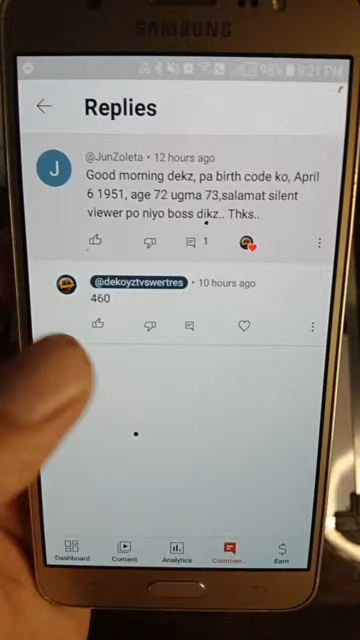 SAMSUNG
98% 9:21 PM
Replies
J
@JunZoleta • 12 hours ago
Good morning dekz, pa birth code ko, April
6 1951, age 72 ugma 73,salamat silent
viewer po niyo boss dikz.. Thks..
1
@dekoyztvswertres • 10 hours ago
460
Dashboard Content Analytics Commen.. Earn